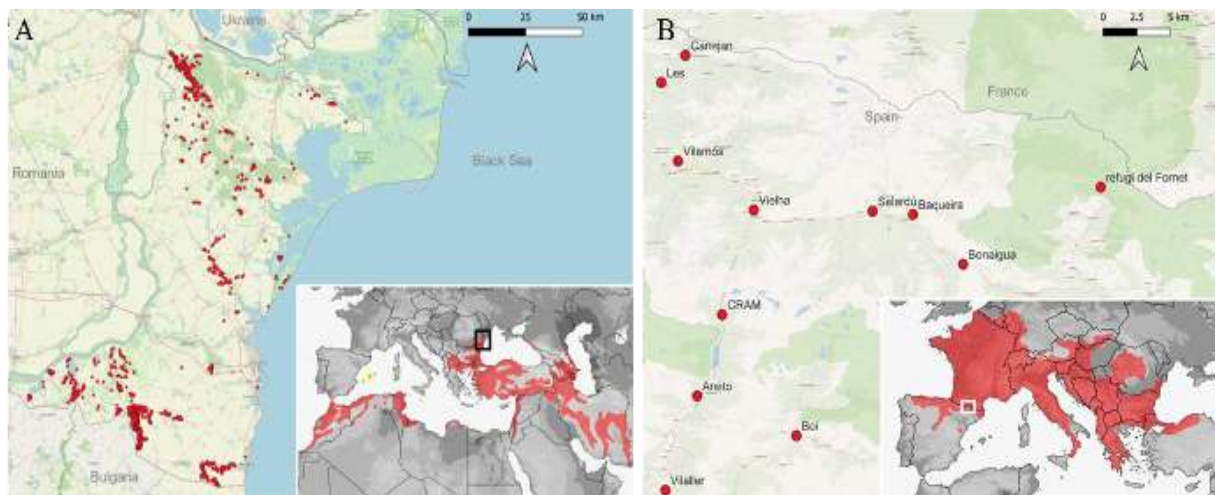 A
Ukraine
0 25 50 km
Romania
Black Sea
Bulgaria
B
0 2.5 5 km
Canejan
Les
France
Spain
Vilamós
refugi del Fornet
Vielha
Salardú
Baqueira
Bonaigua
CRAM
Aneto
Boí
Vilaller